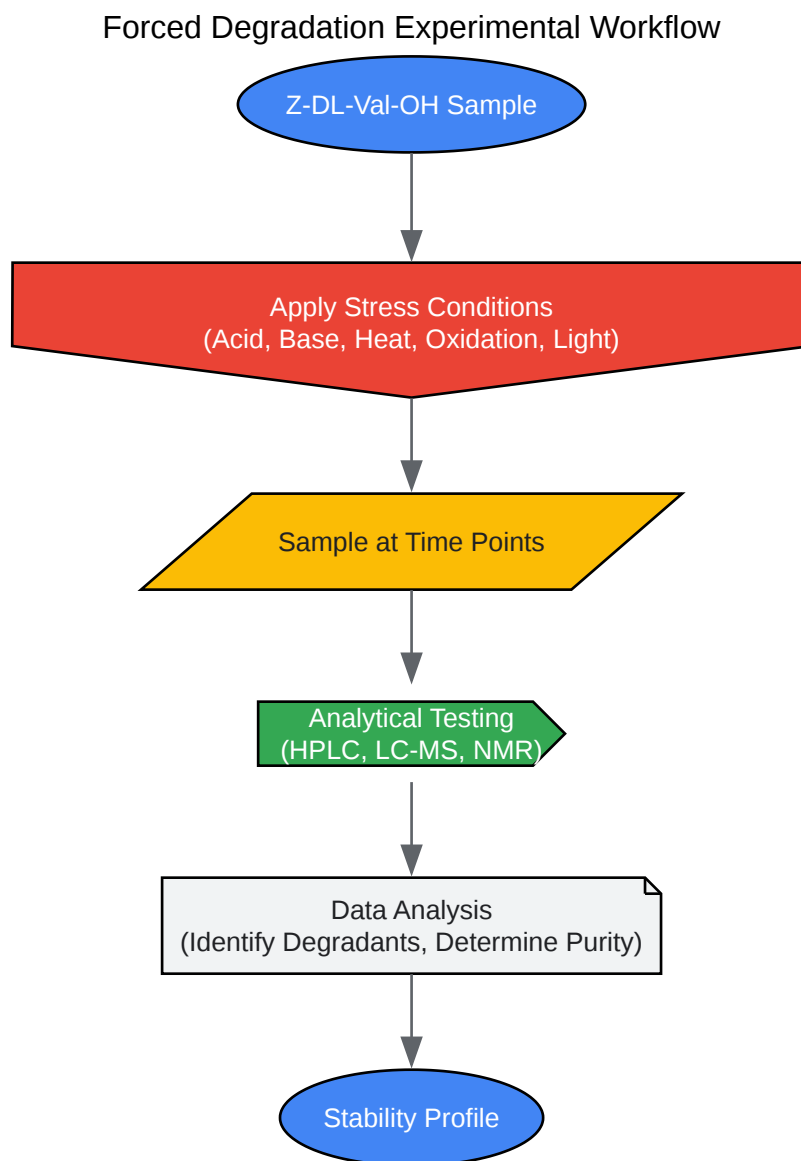 Forced Degradation Experimental Workflow
Z-DL-Val-OH Sample
Apply Stress Conditions
(Acid, Base, Heat, Oxidation, Light)
Sample at Time Points
Analytical Testing
(HPLC, LC-MS, NMR)
Data Analysis
(Identify Degradants, Determine Purity)
Stability Profile